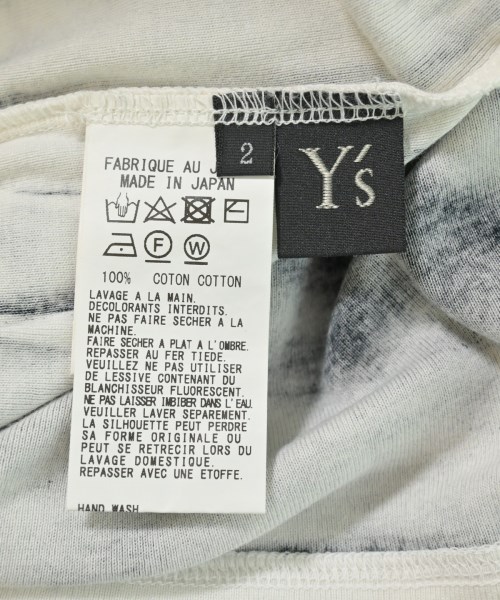 2
Y's
FABRIQUE AU
MADE IN JAPAN
F W
100% COTON COTTON
LAVAGE A LA MAIN.
DECOLORANTS INTERDITS.
NE PAS FAIRE SECHER A LA
MACHINE.
FAIRE SECHER A PLAT A L'OMBRE.
REPASSER AU FER TIEDE.
VEUILLEZ NE PAS UTILISER
DE LESSIVE CONTENANT DU
BLANCHISSEUR FLUORESCENT.
NE PAS LAISSER IMBIBER DANS L'EAU.
VEUILLER LAVER SEPAREMENT.
LA SILHOUETTE PEUT PERDRE
SA FORME ORIGINALE OU
PEUT SE RETRECIR LORS DU
LAVAGE DOMESTIQUE.
REPASSER AVEC UNE ETOFFE.
HAND WASH